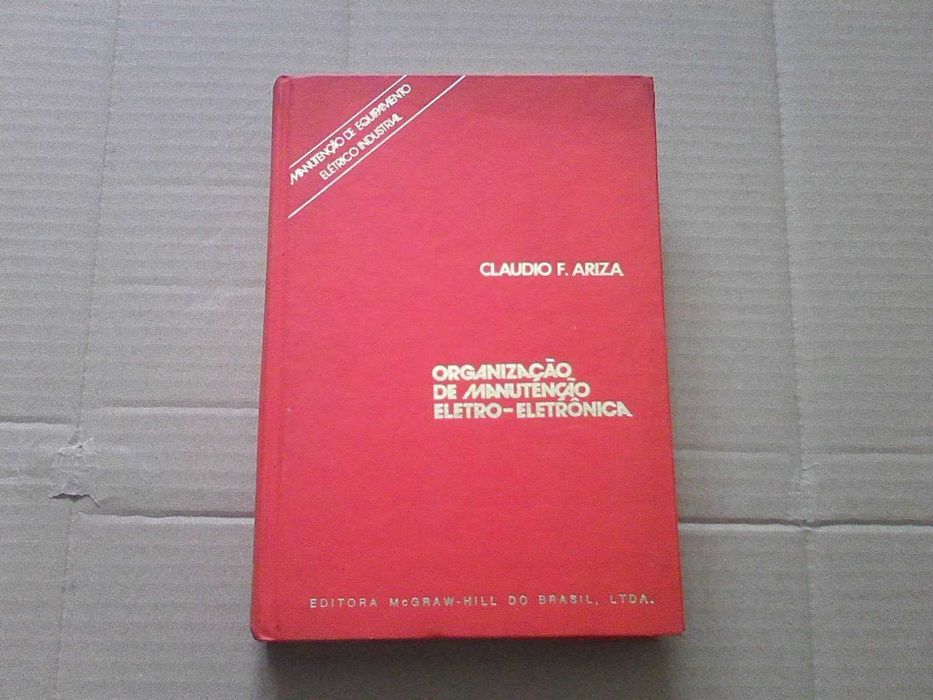 MANUTENÇÃO DE EQUIPAMENTO
ELÉTRICO INDUSTRIAL
CLAUDIO F. ARIZA
ORGANIZAÇÃO
DE MANUTENÇÃO
ELETRO-ELETRÔNICA
EDITORA McGRAW-HILL DO BRASIL, LTDA.